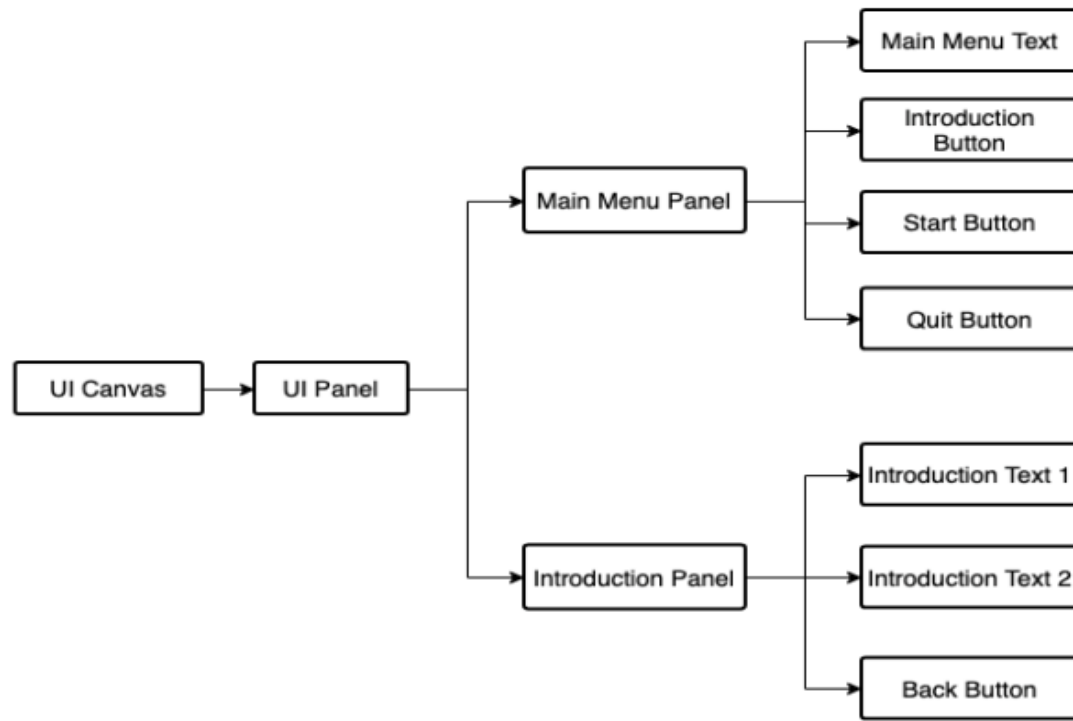 Main Menu Text
Introduction
Button
Main Menu Panel
Start Button
Quit Button
UI Canvas
UI Panel
Introduction Text 1
Introduction Panel
Introduction Text 2
Back Button